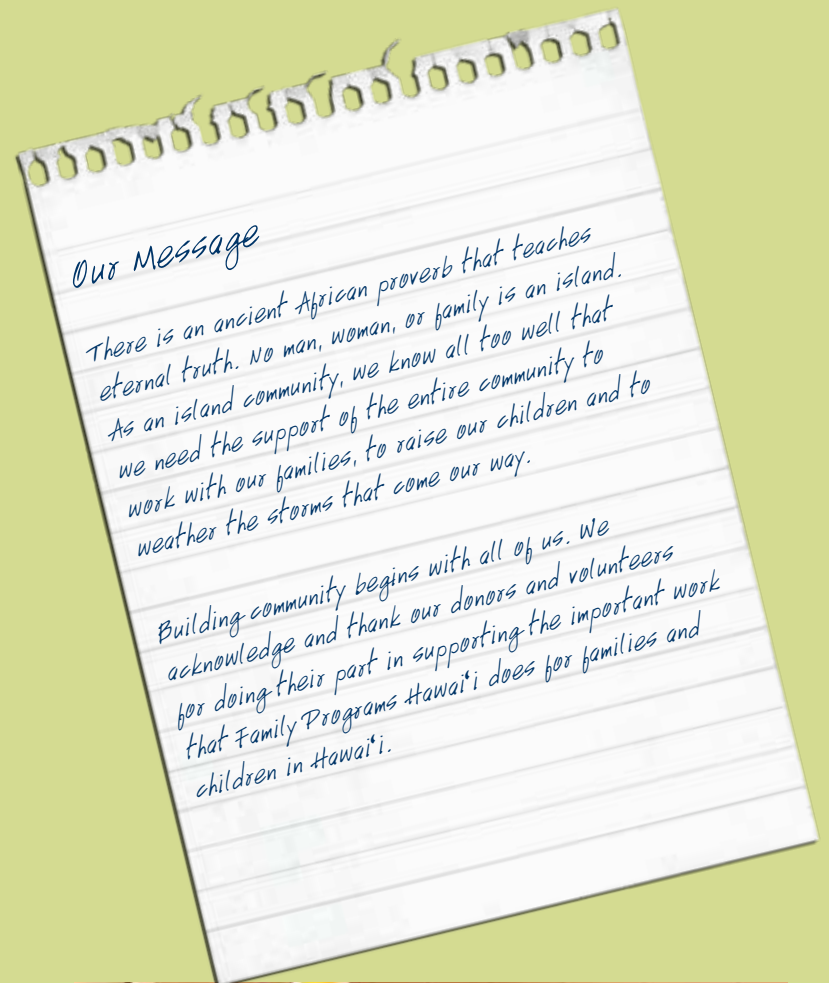 Our Message
There is an ancient African proverb that teaches
eternal truth. No man, woman, or family is an island.
As an island community, we know all too well that
we need the support of the entire community to
work with our families, to raise our children and to
weather the storms that come our way.
Building community begins with all of us. We
acknowledge and thank our donors and volunteers
for doing their part in supporting the important work
that Family Programs Hawaiʻi does for families and
children in Hawaiʻi.